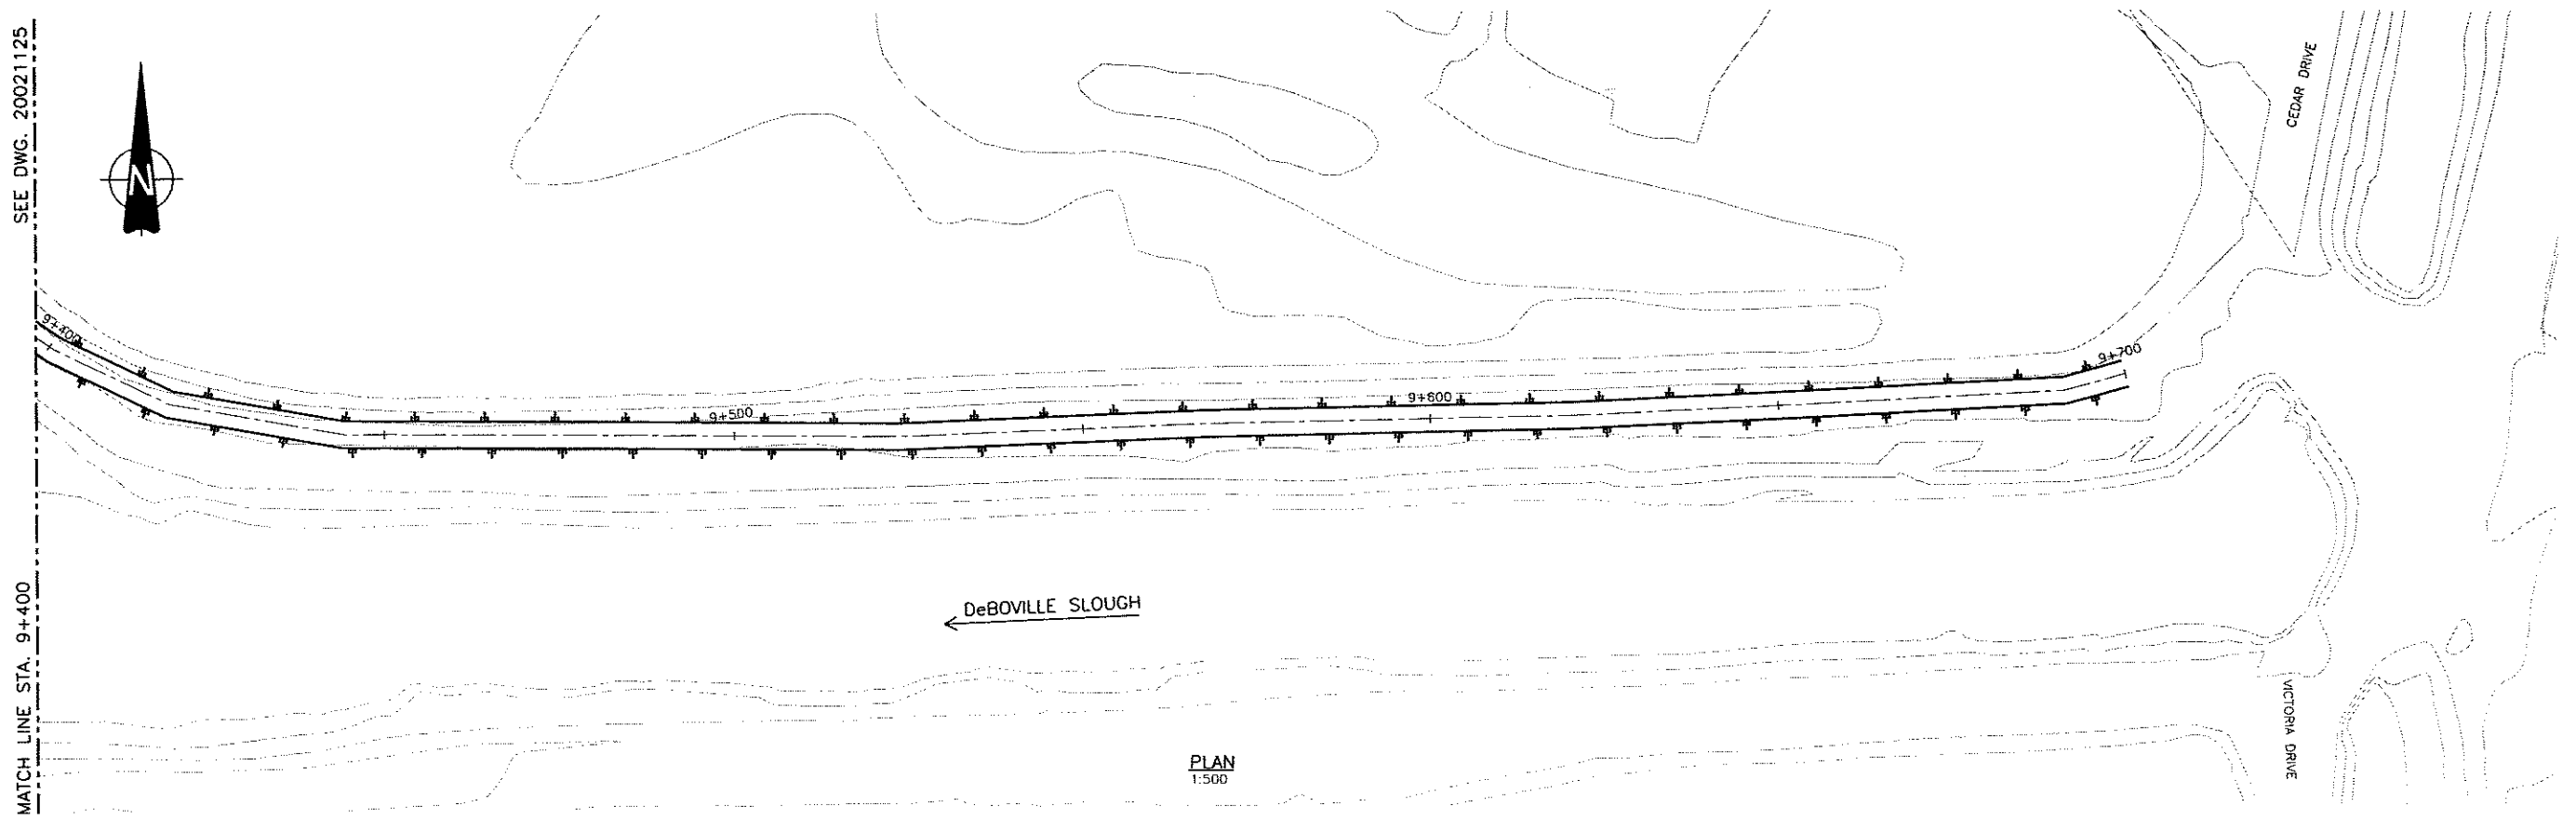 SEE DWG. 20021125
MATCH LINE STA. 9+400
N
CEDAR DRIVE
9+400
9+500
9+600
9+700
DeBOVILLE SLOUGH
PLAN
1:500
VICTORIA DRIVE